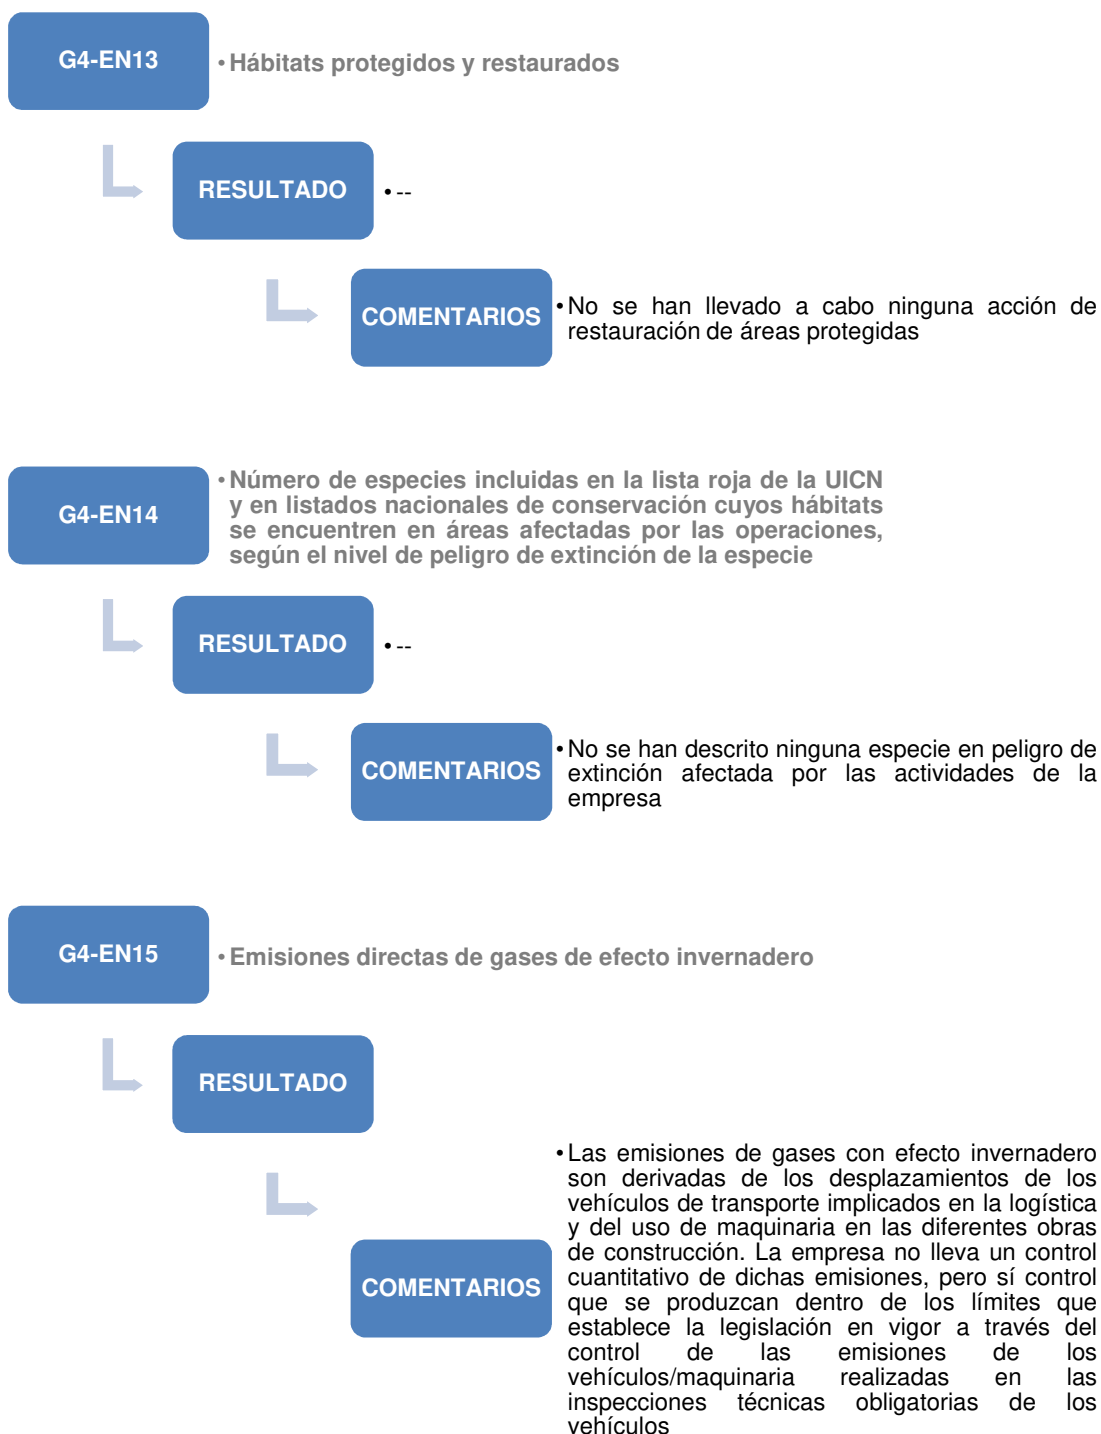 G4-EN13
• Hábitats protegidos y restaurados
RESULTADO
• --
COMENTARIOS
• No se han llevado a cabo ninguna acción de
restauración de áreas protegidas
G4-EN14
• Número de especies incluidas en la lista roja de la UICN
y en listados nacionales de conservación cuyos hábitats
se encuentren en áreas afectadas por las operaciones,
según el nivel de peligro de extinción de la especie
RESULTADO
• --
COMENTARIOS
• No se han descrito ninguna especie en peligro de
extinción afectada por las actividades de la
empresa
G4-EN15
• Emisiones directas de gases de efecto invernadero
RESULTADO
COMENTARIOS
• Las emisiones de gases con efecto invernadero
son derivadas de los desplazamientos de los
vehículos de transporte implicados en la logística
y del uso de maquinaria en las diferentes obras
de construcción. La empresa no lleva un control
cuantitativo de dichas emisiones, pero sí control
que se produzcan dentro de los límites que
establece la legislación en vigor a través del
control de las emisiones de los
vehículos/maquinaria realizadas en las
inspecciones técnicas obligatorias de los
vehículos